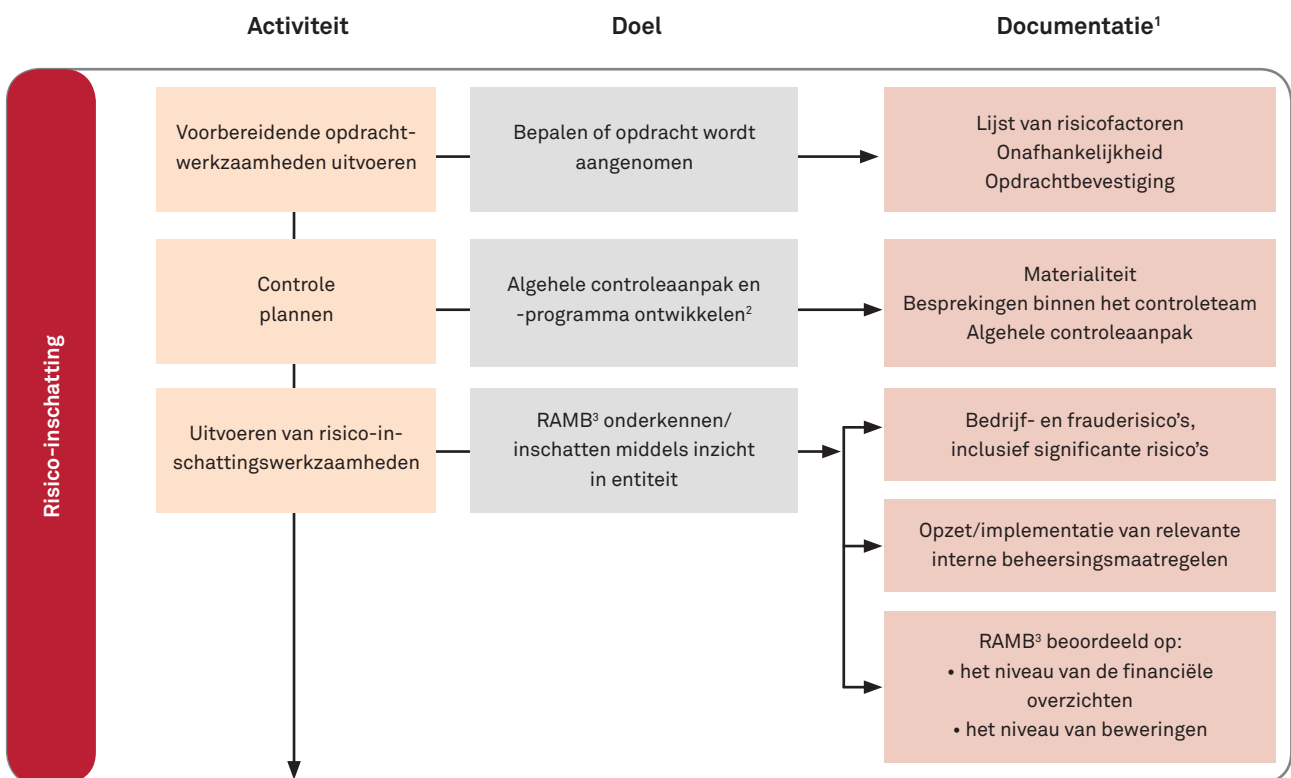 Activiteit
Doel
Documentatie¹
Risico-inschatting
Voorbereidende opdracht-
werkzaamheden uitvoeren
Bepalen of opdracht wordt
aangenomen
Lijst van risicofactoren
Onafhankelijkheid
Opdrachtbevestiging
Controle
plannen
Algehele controleaanpak en
-programma ontwikkelen²
Materialiteit
Besprekingen binnen het controleteam
Algehele controleaanpak
Uitvoeren van risico-in-
schattingswerkzaamheden
RAMB³ onderkennen/
inschatten middels inzicht
in entiteit
Bedrijf- en frauderisico’s,
inclusief significante risico’s
Opzet/implementatie van relevante
interne beheersingsmaatregelen
RAMB³ beoordeeld op:
• het niveau van de financiële
overzichten
• het niveau van beweringen